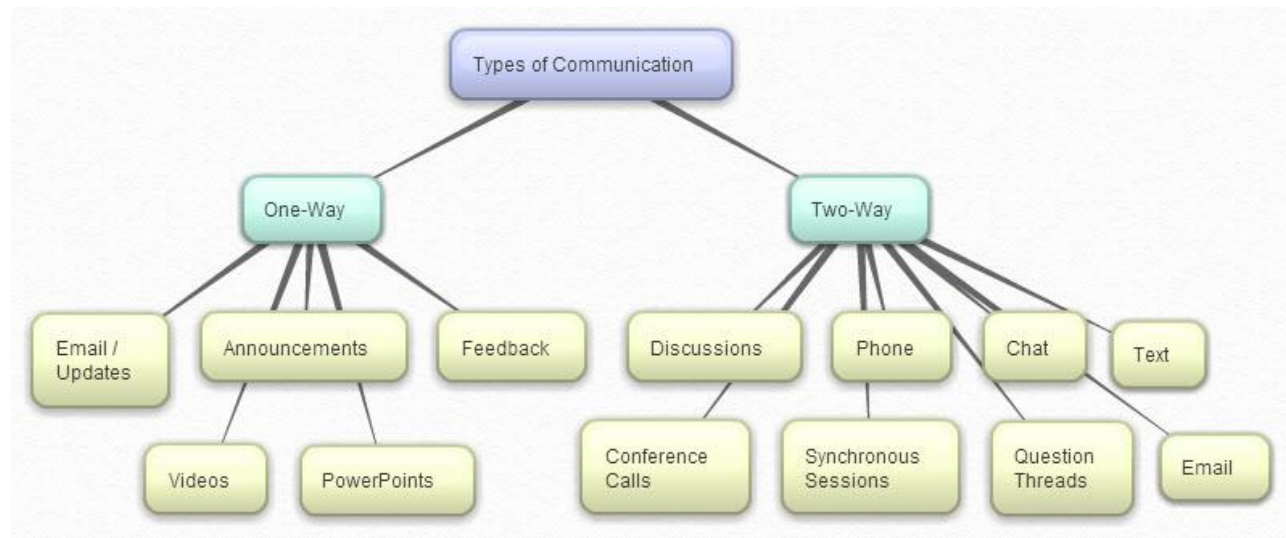 Types of Communication
One-Way
Two-Way
Email /
Updates
Announcements
Feedback
Discussions
Phone
Chat
Text
Videos
PowerPoints
Conference
Calls
Synchronous
Sessions
Question
Threads
Email